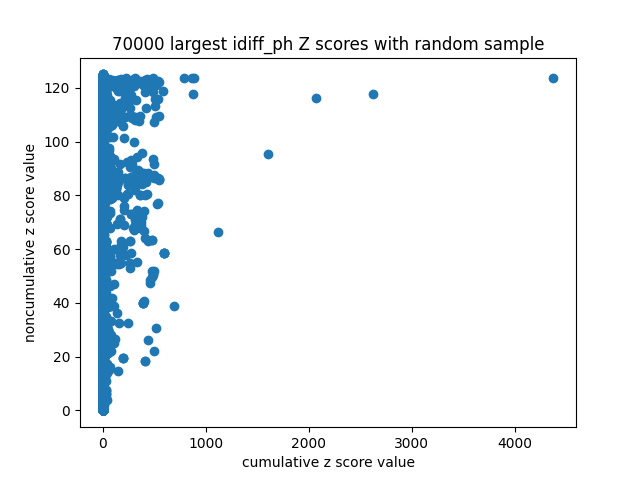 70000 largest idiff_ph Z scores with random sample
120
100
80
60
40
20
0
noncumulative z score value
0 1000 2000 3000 4000
cumulative z score value